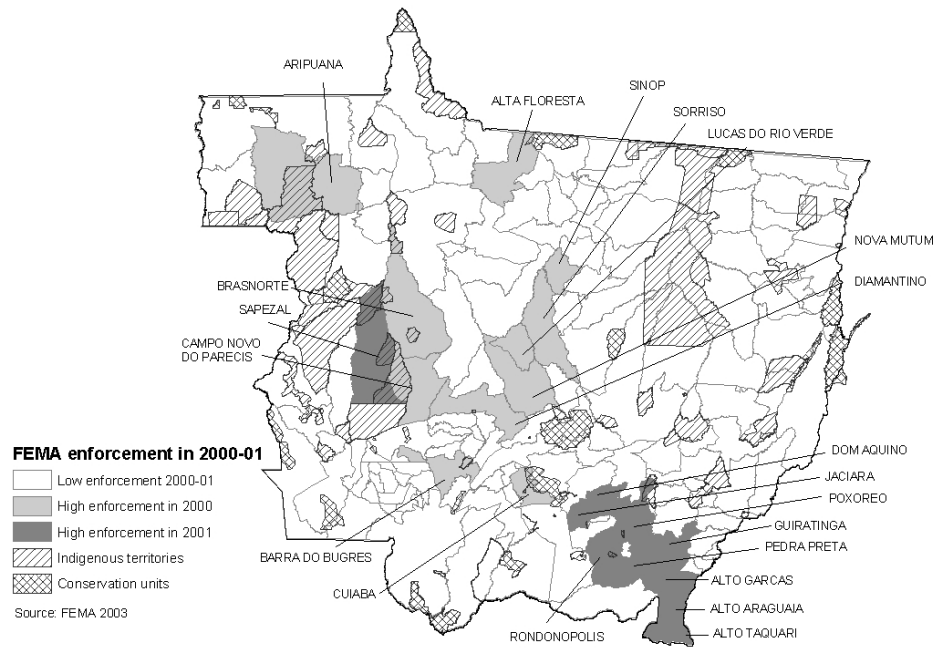 ARIPUANA
ALTA FLORESTA
SINOP
SORRISO
LUCAS DO RIO VERDE
NOVA MUTUM
DIAMANTINO
BRASNORTE
SAPEZAL
CAMPO NOVO
DO PARECIS
FEMA enforcement in 2000-01
Low enforcement 2000-01
High enforcement in 2000
High enforcement in 2001
Indigenous territories
Conservation units
Source: FEMA 2003
BARRA DO BUGRES
CUIABA
RONDONOPOLIS
DOM AQUINO
JACIARA
POXOREO
GUIRATINGA
PEDRA PRETA
ALTO GARCAS
ALTO ARAGUAIA
ALTO TAQUARI